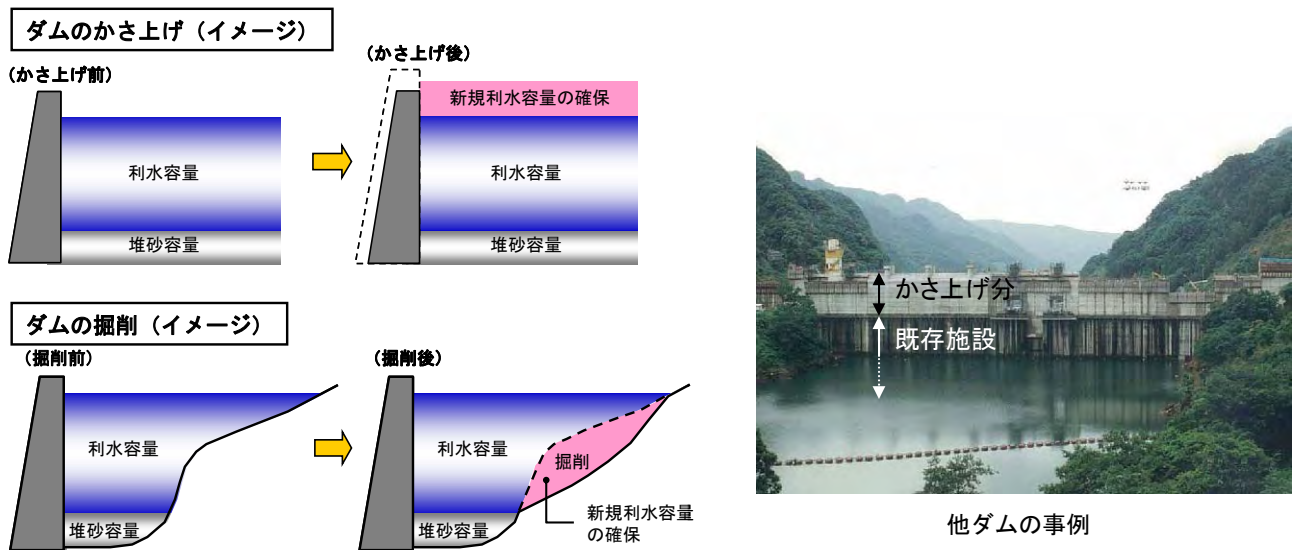 ダムのかさ上げ（イメージ）
（かさ上げ前）
（かさ上げ後）
新規利水容量の確保
利水容量
利水容量
堆砂容量
堆砂容量
ダムの掘削（イメージ）
（掘削前）
（掘削後）
利水容量
利水容量
掘削
堆砂容量
堆砂容量
新規利水容量
の確保
かさ上げ分
既存施設
他ダムの事例